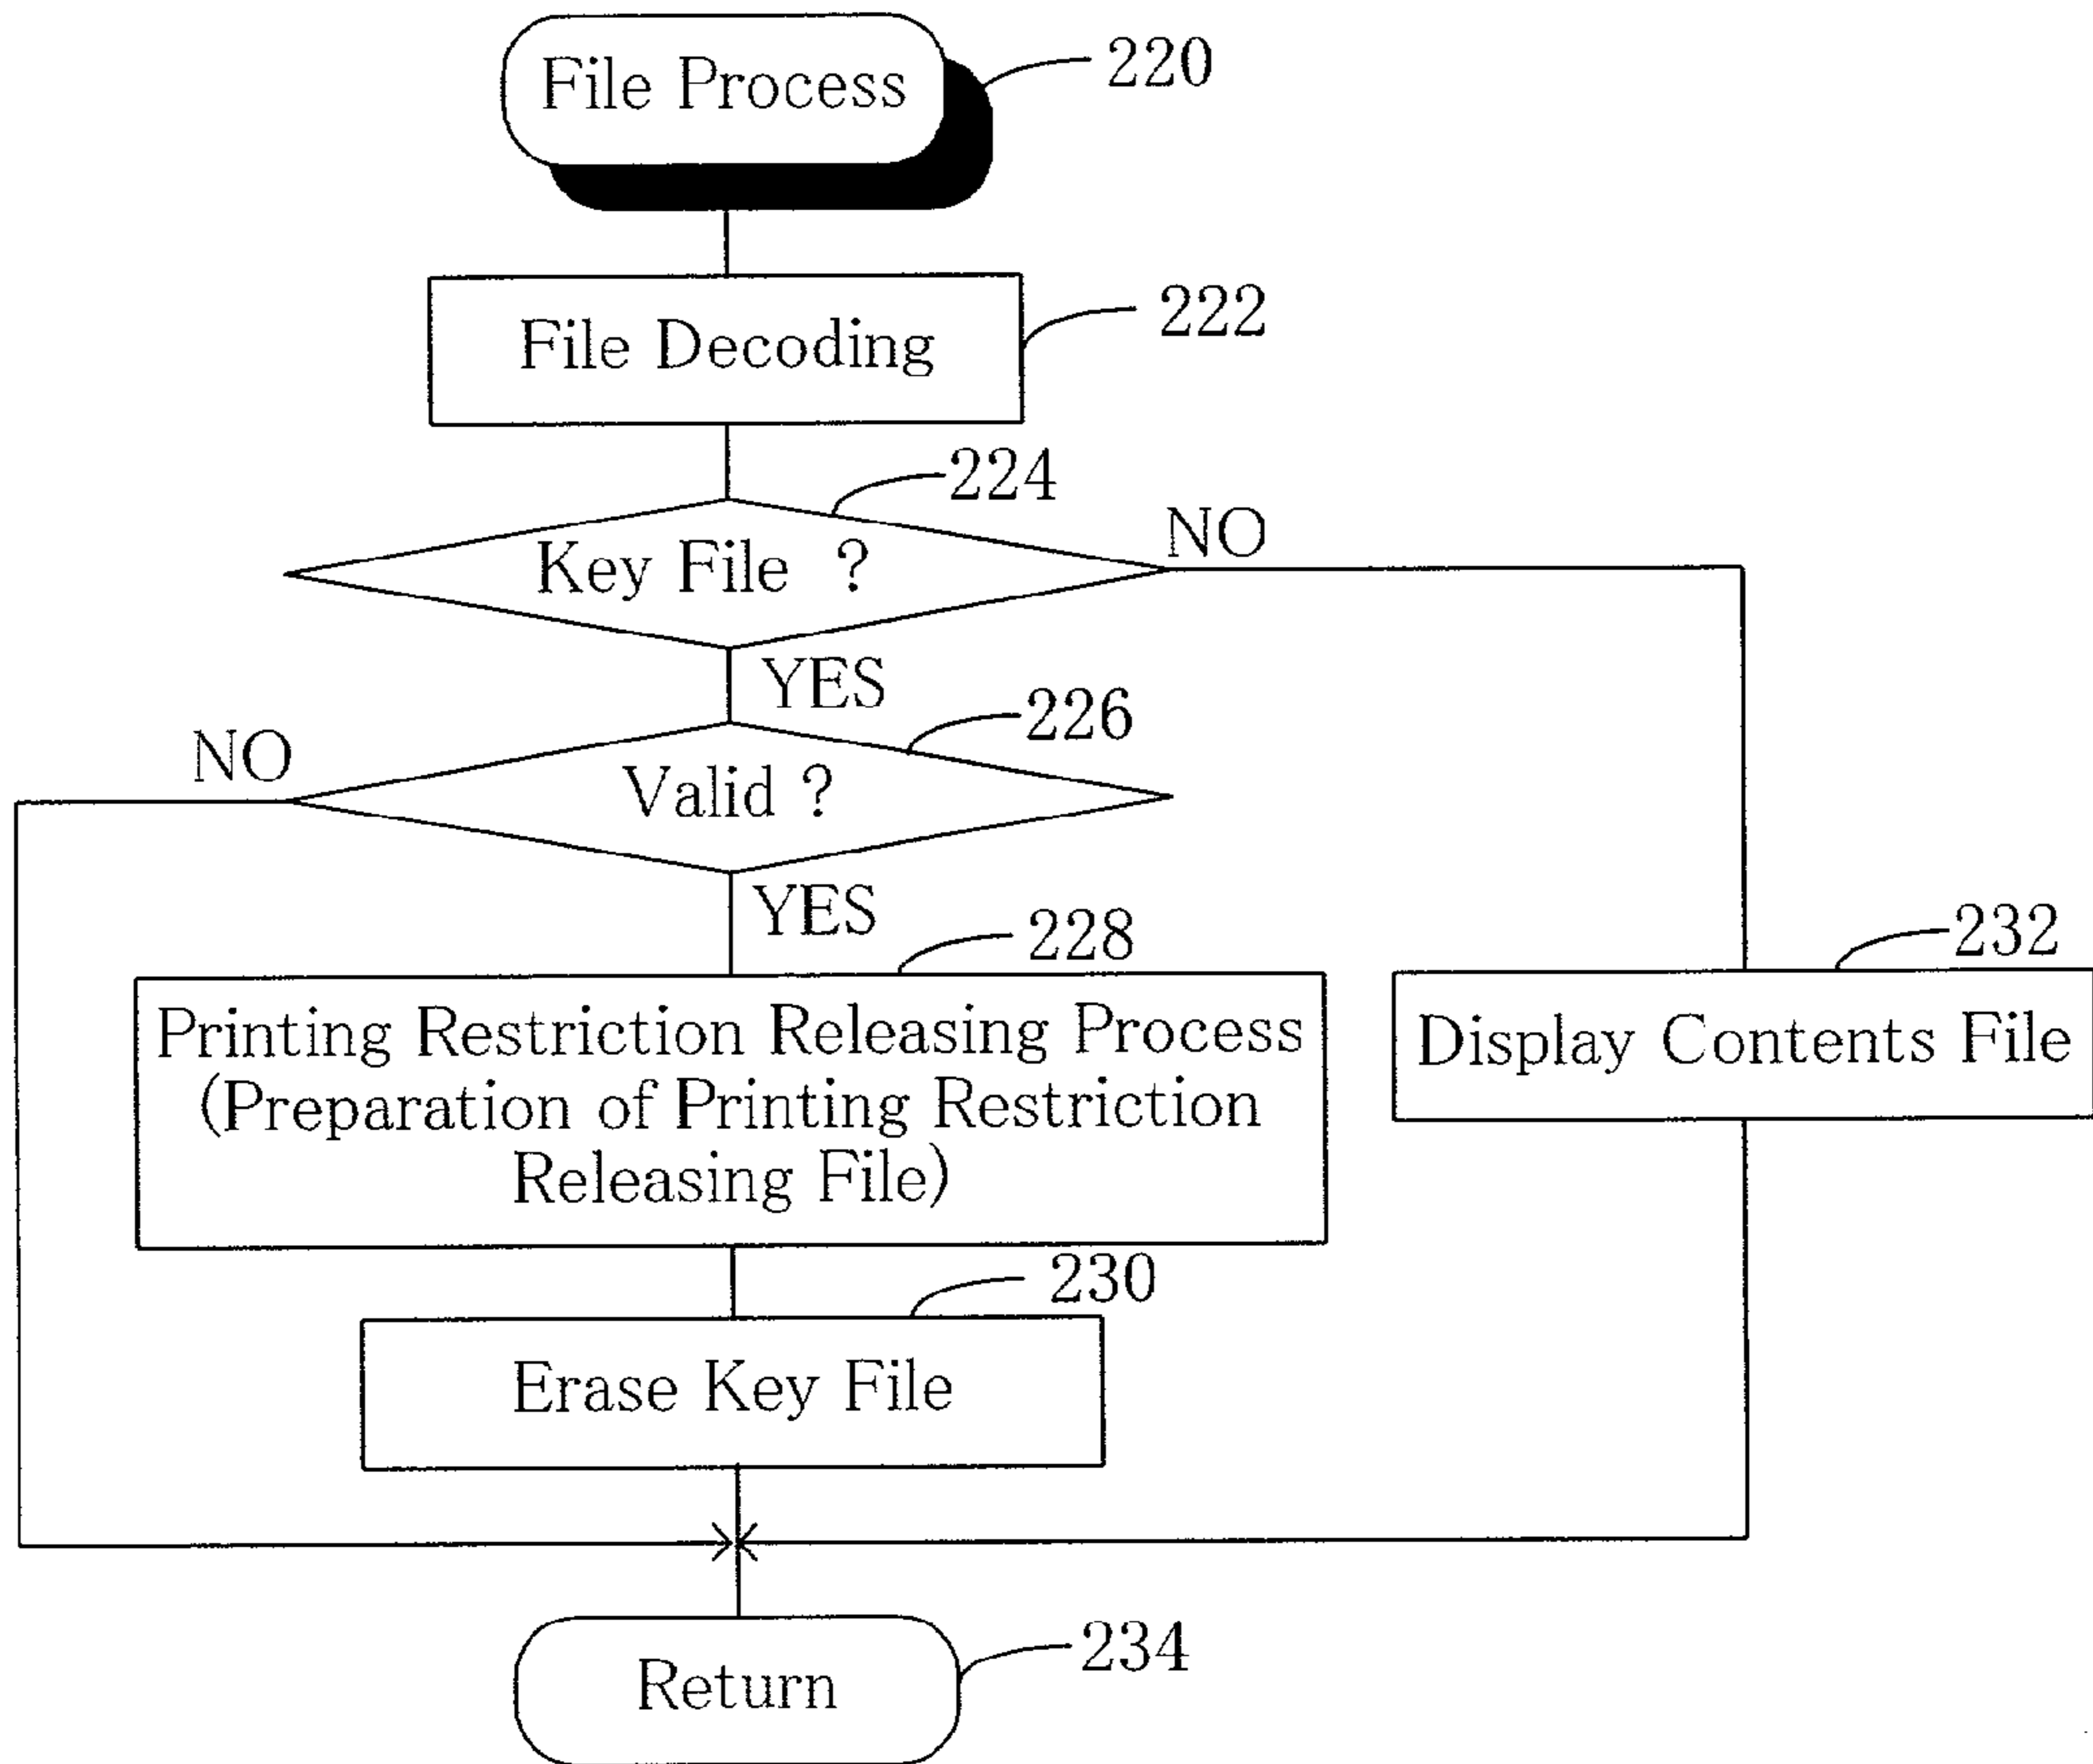 File Process
220
File Decoding
222
224
Key File ?
NO
YES
226
NO
Valid ?
YES
228
232
Printing Restriction Releasing Process
(Preparation of Printing Restriction
Releasing File)
Display Contents File
230
Erase Key File
234
Return